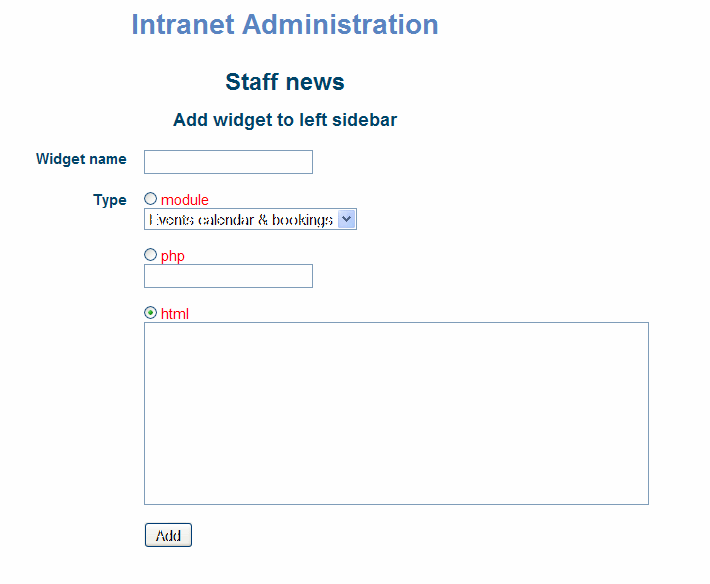 Intranet Administration
Staff news
Add widget to left sidebar
Widget name
Type
module
Events calendar & bookings
php
html
Add